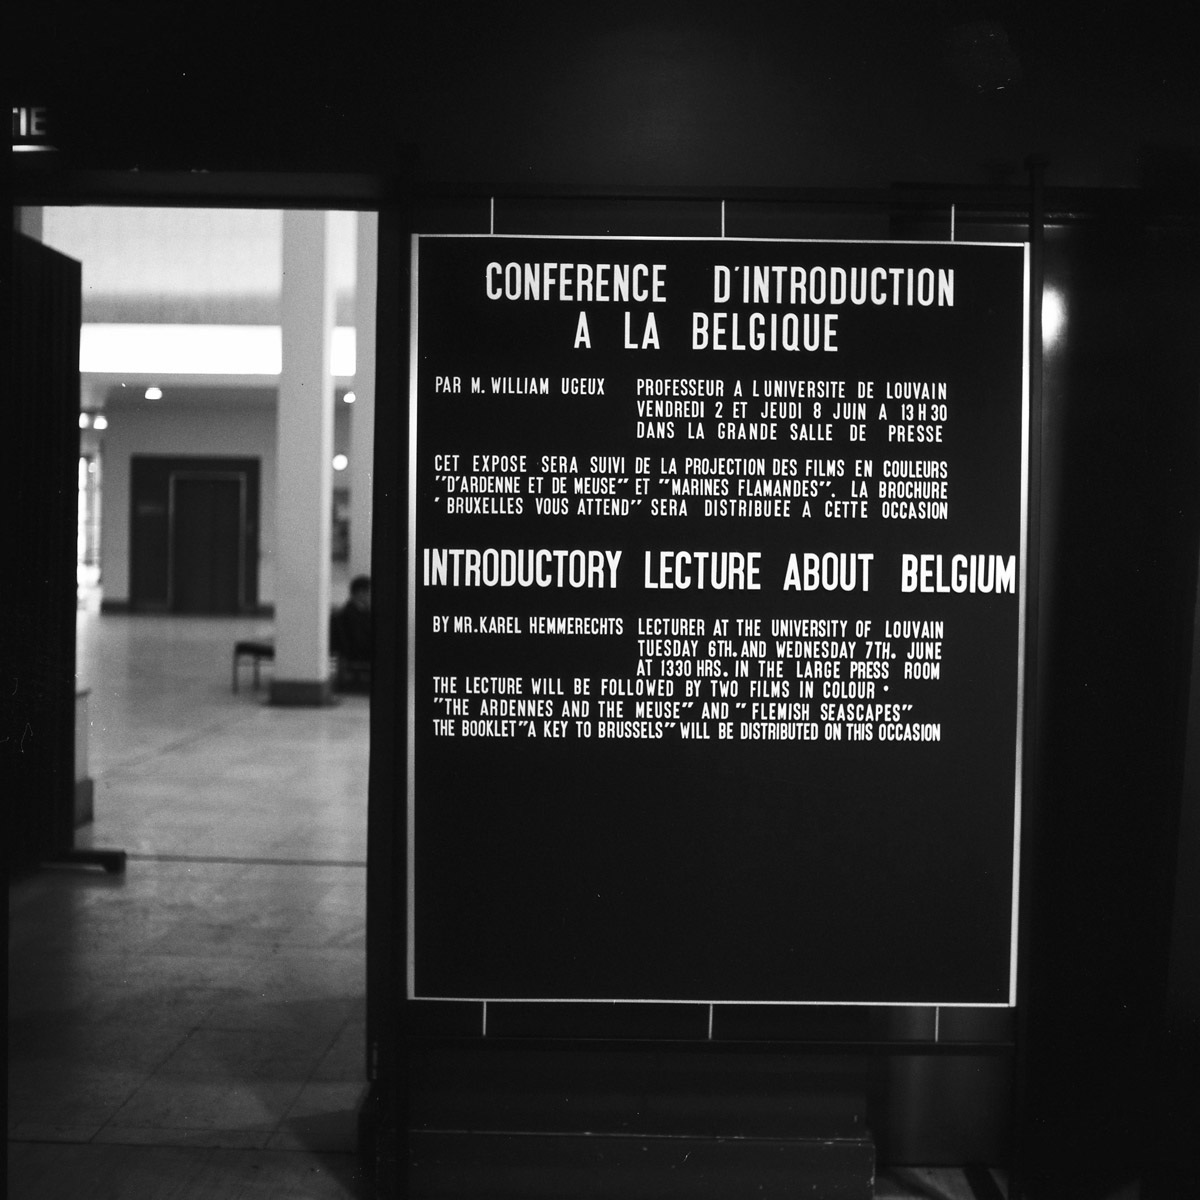 TIE
CONFERENCE D'INTRODUCTION
A LA BELGIQUE
PAR M. WILLIAM UGEUX PROFESSEUR A L'UNIVERSITE DE LOUVAIN
VENDREDI 2 ET JEUDI 8 JUIN A 13H30
DANS LA GRANDE SALLE DE PRESSE
CET EXPOSE SERA SUIVI DE LA PROJECTION DES FILMS EN COULEURS
"D'ARDENNE ET DE MEUSE" ET "MARINES FLAMANDES". LA BROCHURE
' BRUXELLES VOUS ATTEND" SERA DISTRIBUEE A CETTE OCCASION
INTRODUCTORY LECTURE ABOUT BELGIUM
BY MR. KAREL HEMMERECHTS LECTURER AT THE UNIVERSITY OF LOUVAIN
TUESDAY 6TH. AND WEDNESDAY 7TH. JUNE
AT 1330 HRS. IN THE LARGE PRESS ROOM
THE LECTURE WILL BE FOLLOWED BY TWO FILMS IN COLOUR •
"THE ARDENNES AND THE MEUSE" AND "FLEMISH SEASCAPES"
THE BOOKLET "A KEY TO BRUSSELS" WILL BE DISTRIBUTED ON THIS OCCASION